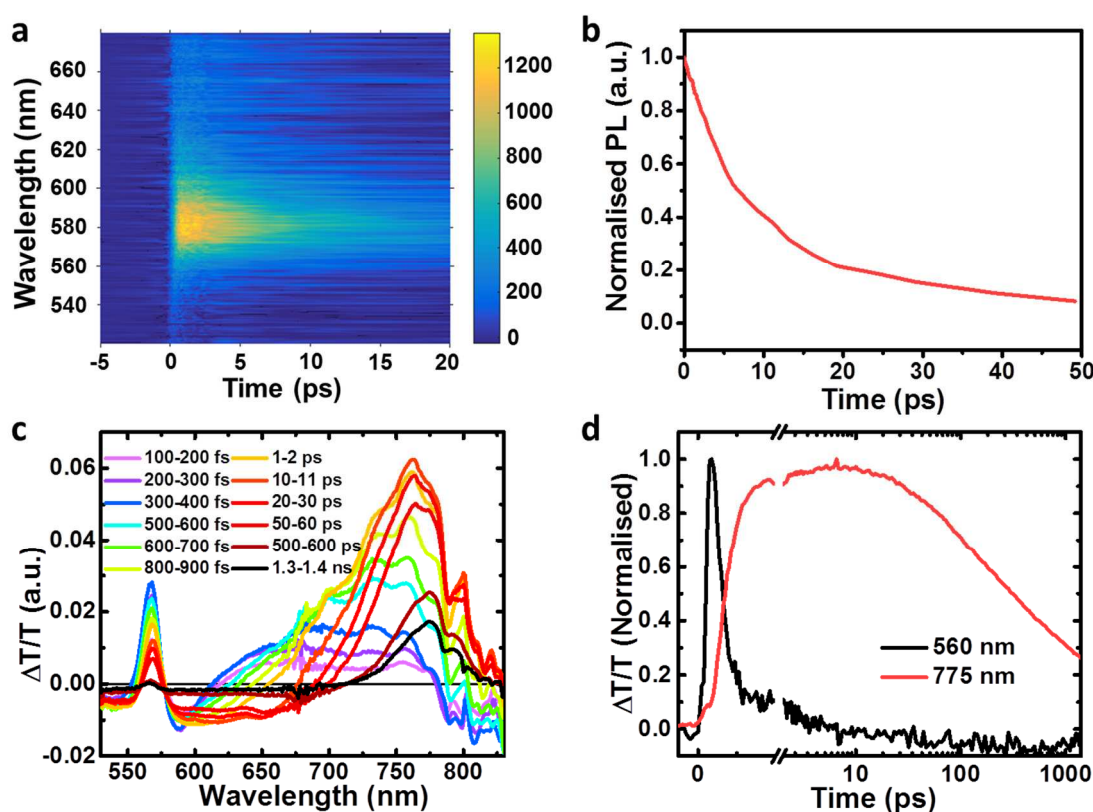 a
Wavelength (nm)
660
640
620
600
580
560
540
-5 0 5 10 15 20
Time (ps)
1200
1000
800
600
400
200
0
b
Normalised PL (a.u.)
1.0
0.8
0.6
0.4
0.2
0.0
0 10 20 30 40 50
Time (ps)
c
ΔT/T (a.u.)
0.06
0.04
0.02
0.00
-0.02
100-200 fs 1-2 ps
200-300 fs 10-11 ps
300-400 fs 20-30 ps
500-600 fs 50-60 ps
600-700 fs 500-600 ps
800-900 fs 1.3-1.4 ns
550 600 650 700 750 800
Wavelength (nm)
d
ΔT/T (Normalised)
1.0
0.8
0.6
0.4
0.2
0.0
560 nm
775 nm
0 10 100 1000
Time (ps)